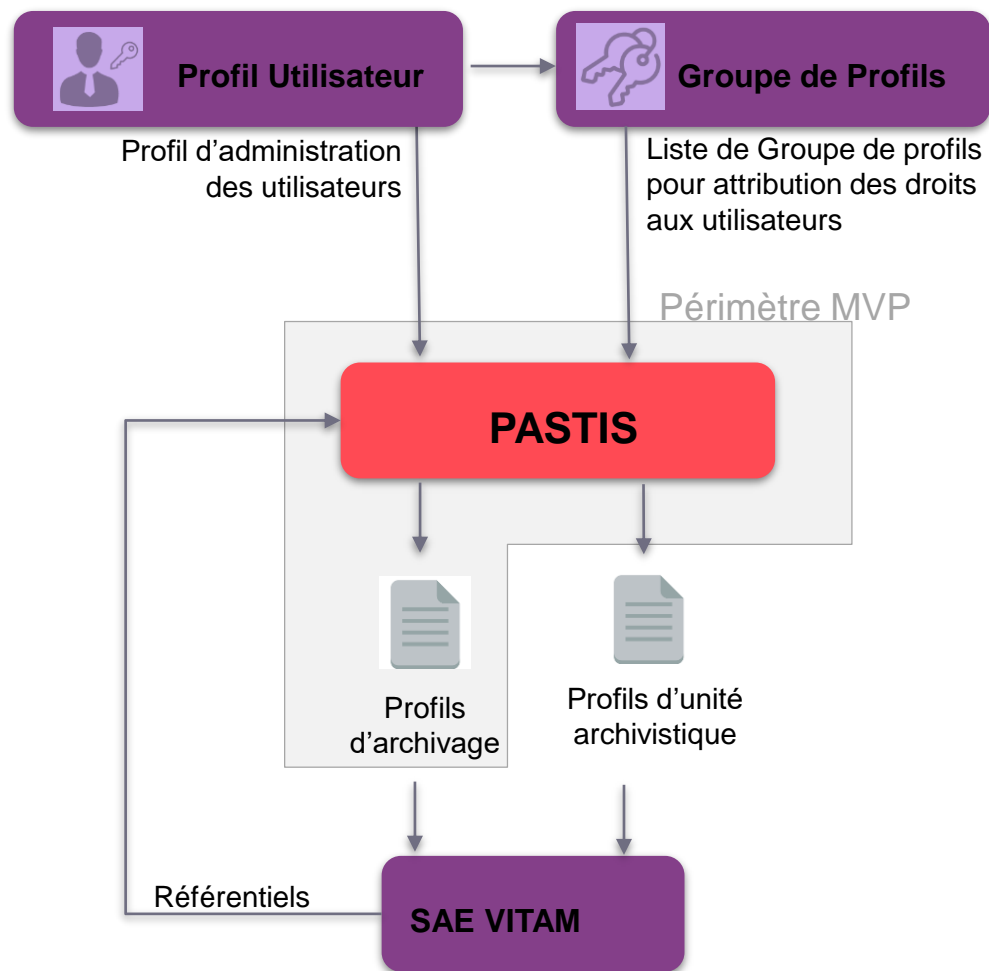 Profil Utilisateur
Groupe de Profils
Profil d’administration
des utilisateurs
Liste de Groupe de profils
pour attribution des droits
aux utilisateurs
Périmètre MVP
PASTIS
Profils
d’archivage
Profils d’unité
archivistique
Référentiels
SAE VITAM